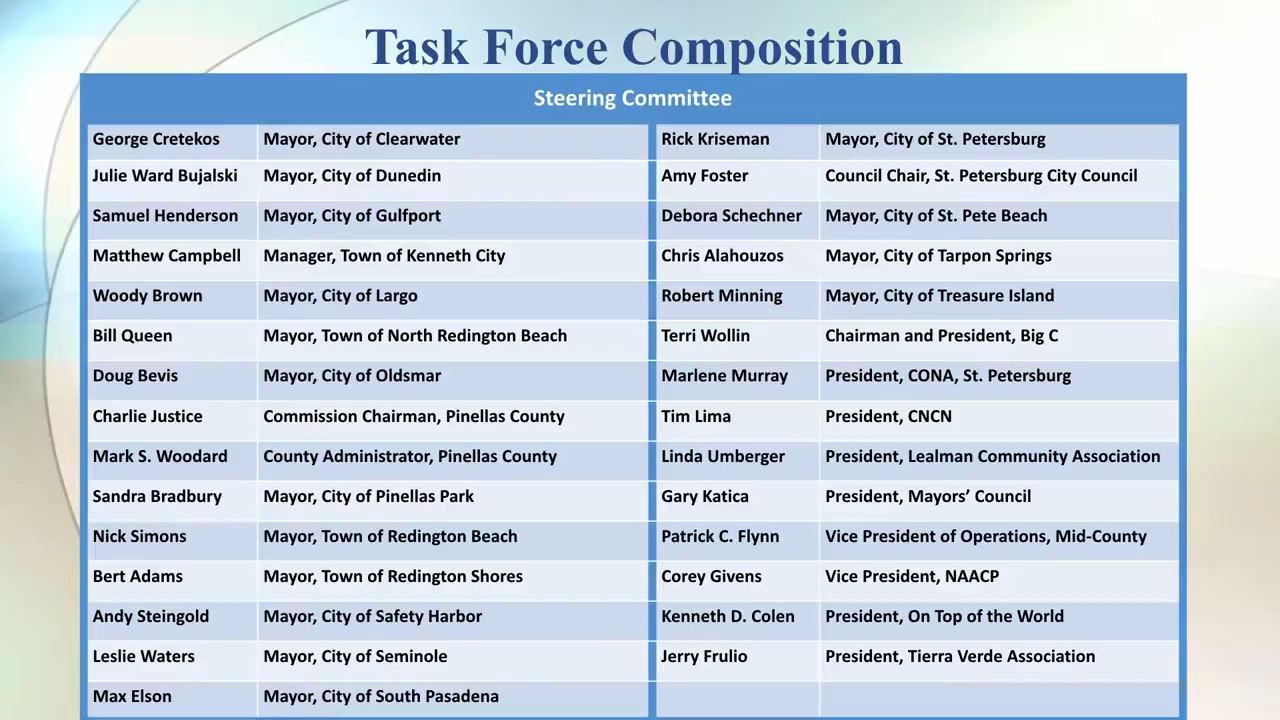 Task Force Composition
Steering Committee
George Cretekos Mayor, City of Clearwater Rick Kriseman Mayor, City of St. Petersburg
Julie Ward Bujalski Mayor, City of Dunedin Amy Foster Council Chair, St. Petersburg City Council
Samuel Henderson Mayor, City of Gulfport Debora Schechner Mayor, City of St. Pete Beach
Matthew Campbell Manager, Town of Kenneth City Chris Alahouzos Mayor, City of Tarpon Springs
Woody Brown Mayor, City of Largo Robert Minning Mayor, City of Treasure Island
Bill Queen Mayor, Town of North Redington Beach Terri Wollin Chairman and President, Big C
Doug Bevis Mayor, City of Oldsmar Marlene Murray President, CONA, St. Petersburg
Charlie Justice Commission Chairman, Pinellas County Tim Lima President, CNCN
Mark S. Woodard County Administrator, Pinellas County Linda Umberger President, Lealman Community Association
Sandra Bradbury Mayor, City of Pinellas Park Gary Katica President, Mayors’ Council
Nick Simons Mayor, Town of Redington Beach Patrick C. Flynn Vice President of Operations, Mid-County
Bert Adams Mayor, Town of Redington Shores Corey Givens Vice President, NAACP
Andy Steingold Mayor, City of Safety Harbor Kenneth D. Colen President, On Top of the World
Leslie Waters Mayor, City of Seminole Jerry Frulio President, Tierra Verde Association
Max Elson Mayor, City of South Pasadena